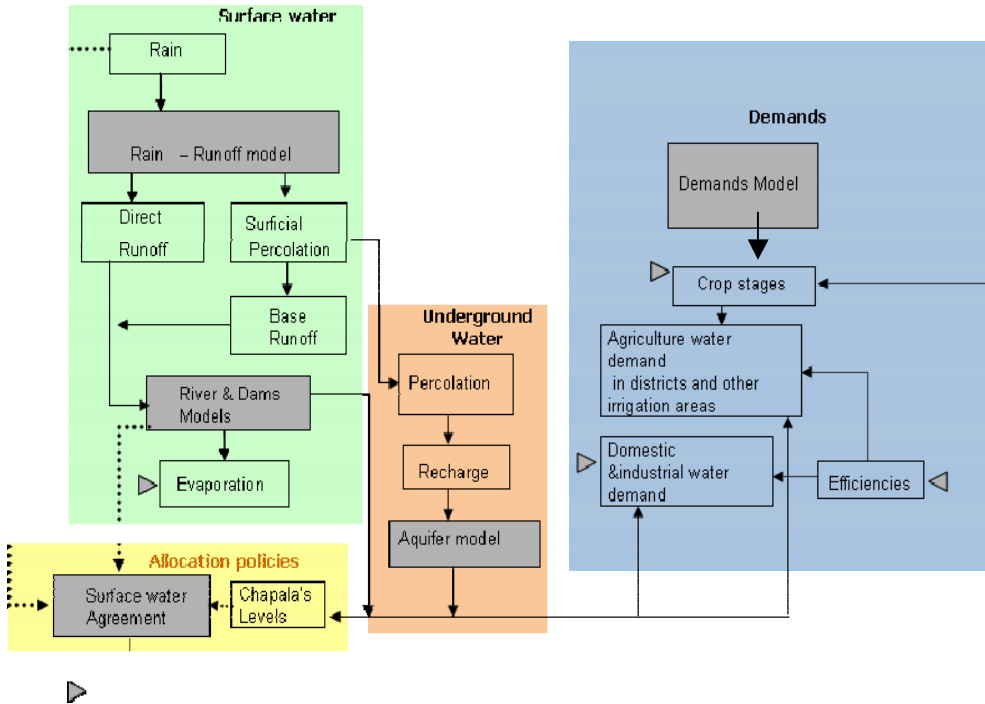 Surface water
Rain
Rain – Runoff model
Direct
Runoff
Surficial
Percolation
Base
Runoff
River & Dams
Models
Evaporation
Underground
Water
Percolation
Recharge
Aquifer model
Allocation policies
Surface water
Agreement
Chapala's
Levels
Demands
Demands Model
Crop stages
Agriculture water
demand
in districts and other
irrigation areas
Domestic
&industrial water
demand
Efficiencies